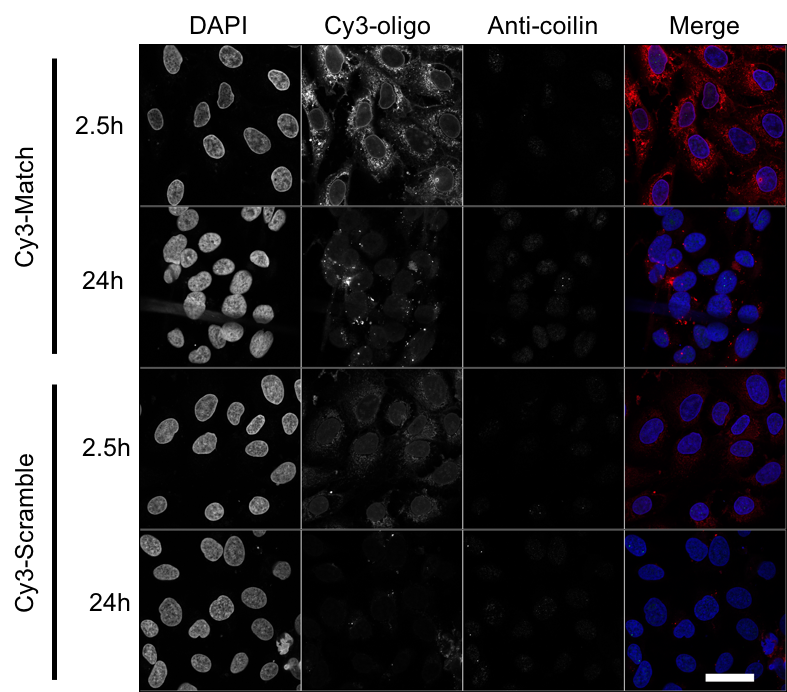 DAPI Cy3-oligo Anti-coilin Merge
Cy3-Match
2.5h
24h
Cy3-Scramble
2.5h
24h